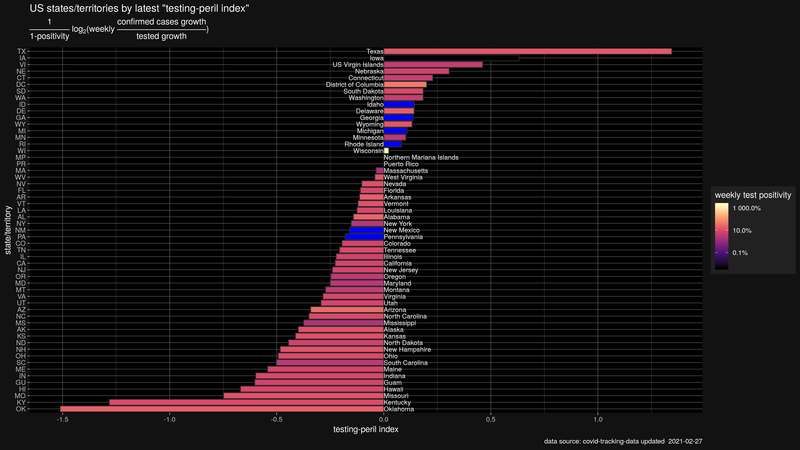 US states/territories by latest "testing-peril index"
1 confirmed cases growth
log2(weekly )
1-positivity tested growth
TX Texas
IA Iowa
VI US Virgin Islands
NE Nebraska
CT Connecticut
DC District of Columbia
SD South Dakota
WA Washington
ID Idaho
DE Delaware
GA Georgia
WY Wyoming
MI Michigan
MN Minnesota
RI Rhode Island
WI Wisconsin
MP Northern Mariana Islands
PR Puerto Rico
MA Massachusetts
WV West Virginia
NV Nevada
FL Florida
AR Arkansas
VT Vermont
LA Louisiana
AL Alabama
NY New York
NM New Mexico
PA Pennsylvania
CO Colorado
TN Tennessee
IL Illinois
CA California
NJ New Jersey
OR Oregon
MD Maryland
MT Montana
VA Virginia
UT Utah
AZ Arizona
NC North Carolina
MS Mississippi
AK Alaska
KS Kansas
ND North Dakota
NH New Hampshire
OH Ohio
SC South Carolina
ME Maine
IN Indiana
GU Guam
HI Hawaii
MO Missouri
KY Kentucky
OK Oklahoma
state/territory
-1.5 -1.0 -0.5 0.0 0.5 1.0
testing-peril index
weekly test positivity
1 000.0%
10.0%
0.1%
data source: covid-tracking-data updated 2021-02-27